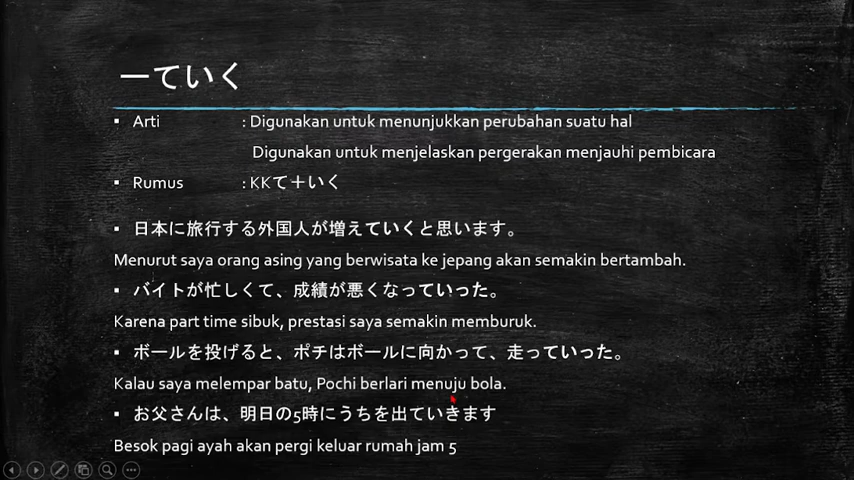 ーていく
▪ Arti : Digunakan untuk menunjukkan perubahan suatu hal
Digunakan untuk menjelaskan pergerakan menjauhi pembicara
▪ Rumus : KKて+いく
▪ 日本に旅行する外国人が増えていくと思います。
Menurut saya orang asing yang berwisata ke jepang akan semakin bertambah.
▪ バイトが忙しくて、成績が悪くなっていった。
Karena part time sibuk, prestasi saya semakin memburuk.
▪ ボールを投げると、ポチはボールに向かって、走っていった。
Kalau saya melempar batu, Pochi berlari menuju bola.
▪ お父さんは、明日の5時にうちを出ていきます
Besok pagi ayah akan pergi keluar rumah jam 5